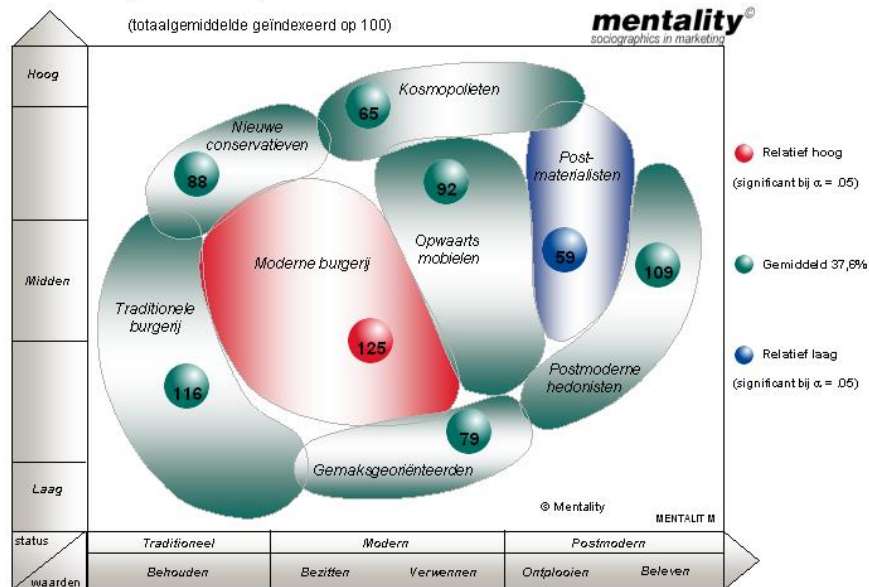 (totaalgemiddelde geïndexeerd op 100)
mentality©
sociographics in marketing
Hoog
Kosmopolieten
65
Nieuwe
conservatieven
88
Post-
materialisten
59
92
Opwaarts
mobielen
Relatief hoog
(significant bij α = .05)
Midden
Moderne burgerij
125
109
Gemiddeld 37,6%
Traditionele
burgerij
116
Relatief laag
(significant bij α = .05)
Postmoderne
hedonisten
79
Gemaksgeoriënteerden
Laag
© Mentality
MENTALIT M
status
Traditioneel
Modern
Postmodern
waarden
Behouden
Bezitten
Verwennen
Ontplooien
Beleven